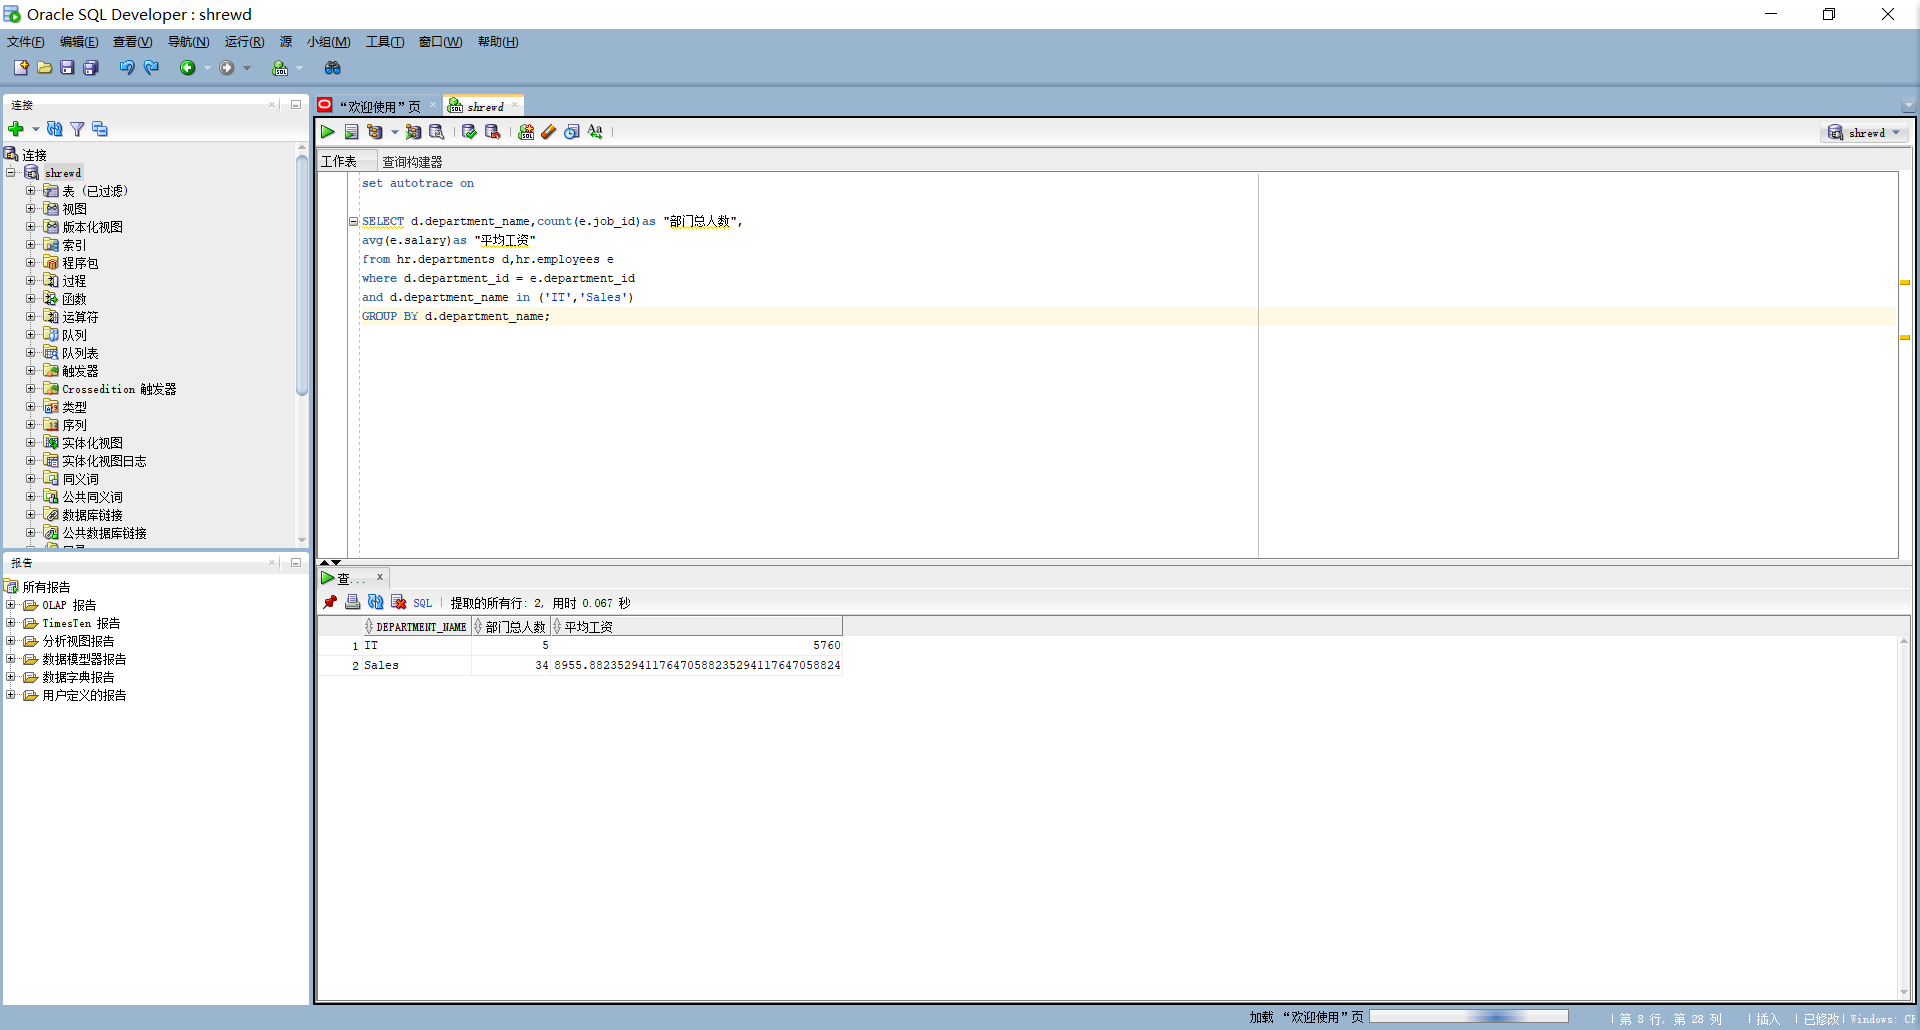 Oracle SQL Developer : shrewd
文件(F) 编辑(E) 查看(V) 导航(N) 运行(R) 源 小组(M) 工具(T) 窗口(W) 帮助(H)
连接
连接
shrewd
表 (已过滤)
视图
版本化视图
索引
程序包
过程
函数
运算符
队列
队列表
触发器
Crossedition 触发器
类型
序列
实体化视图
实体化视图日志
同义词
公共同义词
数据库链接
公共数据库链接
报告
所有报告
OLAP 报告
TimesTen 报告
分析视图报告
数据模型器报告
数据字典报告
用户定义的报告
“欢迎使用”页 shrewd
Aa
shrewd
工作表 查询构建器
set autotrace on
SELECT d.department_name,count(e.job_id)as "部门总人数",
avg(e.salary)as "平均工资"
from hr.departments d,hr.employees e
where d.department_id = e.department_id
and d.department_name in ('IT','Sales')
GROUP BY d.department_name;
查...
SQL 提取的所有行: 2, 用时 0.067 秒
DEPARTMENT_NAME 部门总人数 平均工资
1 IT 5 5760
2 Sales 34 8955.88235294117647058823529411764705 8824
加载 “欢迎使用”页
第 8 行, 第 28 列 插入 已修改 Windows: CF